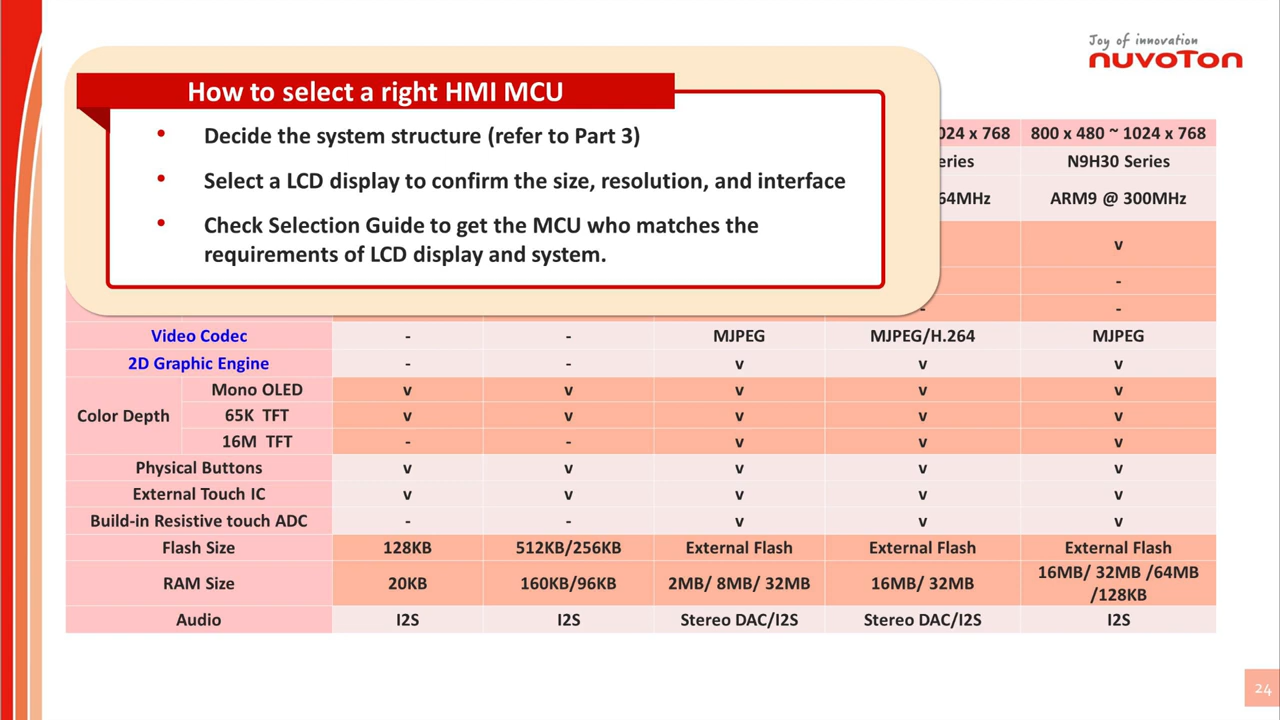 Joy of innovation
nuvoTon
How to select a right HMI MCU
• Decide the system structure (refer to Part 3)
• Select a LCD display to confirm the size, resolution, and interface
• Check Selection Guide to get the MCU who matches the
requirements of LCD display and system.
024 x 768 800 x 480 ~ 1024 x 768
eries N9H30 Series
64MHz ARM9 @ 300MHz
v
-
- -
Video Codec - - MJPEG MJPEG/H.264 MJPEG
2D Graphic Engine - - v v v
Color Depth
Mono OLED v v v v v
65K TFT v v v v v
16M TFT - - v v v
Physical Buttons v v v v v
External Touch IC v v v v v
Build-in Resistive touch ADC - - v v v
Flash Size 128KB 512KB/256KB External Flash External Flash External Flash
RAM Size 20KB 160KB/96KB 2MB/ 8MB/ 32MB 16MB/ 32MB 16MB/ 32MB /64MB
/128KB
Audio I2S I2S Stereo DAC/I2S Stereo DAC/I2S I2S
24